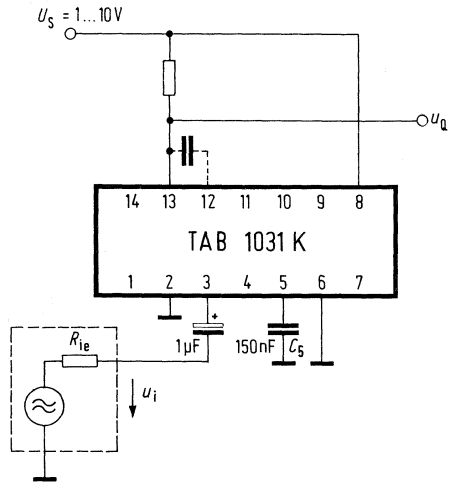 U_S = 1...10V
u_Q
14 13 12 11 10 9 8
TAB 1031 K
1 2 3 4 5 6 7
+
R_ie
1µF
150nF C_5
u_i